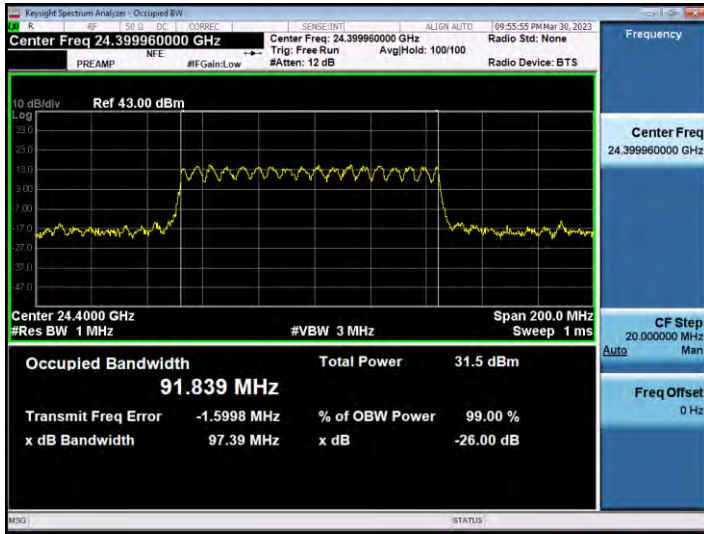 Keysight Spectrum Analyzer - Occupied BW
R RF 50 Ω DC CORREC SENSE:INT ALIGN AUTO 09:55:55 PM Mar 30, 2023
Center Freq 24.399960000 GHz
Center Freq: 24.399960000 GHz
Radio Std: None
NFE
Trig: Free Run Avg|Hold: 100/100
PREAMP #IFGain:Low #Atten: 12 dB Radio Device: BTS
10 dB/div Ref 43.00 dBm
Log
33.0
23.0
13.0
3.00
-7.00
-17.0
-27.0
-37.0
-47.0
Center 24.4000 GHz Span 200.0 MHz
#Res BW 1 MHz #VBW 3 MHz Sweep 1 ms
Occupied Bandwidth Total Power 31.5 dBm
91.839 MHz
Transmit Freq Error -1.5998 MHz % of OBW Power 99.00 %
x dB Bandwidth 97.39 MHz x dB -26.00 dB
Frequency
Center Freq
24.399960000 GHz
CF Step
20.000000 MHz
Auto Man
Freq Offset
0 Hz
MSG STATUS